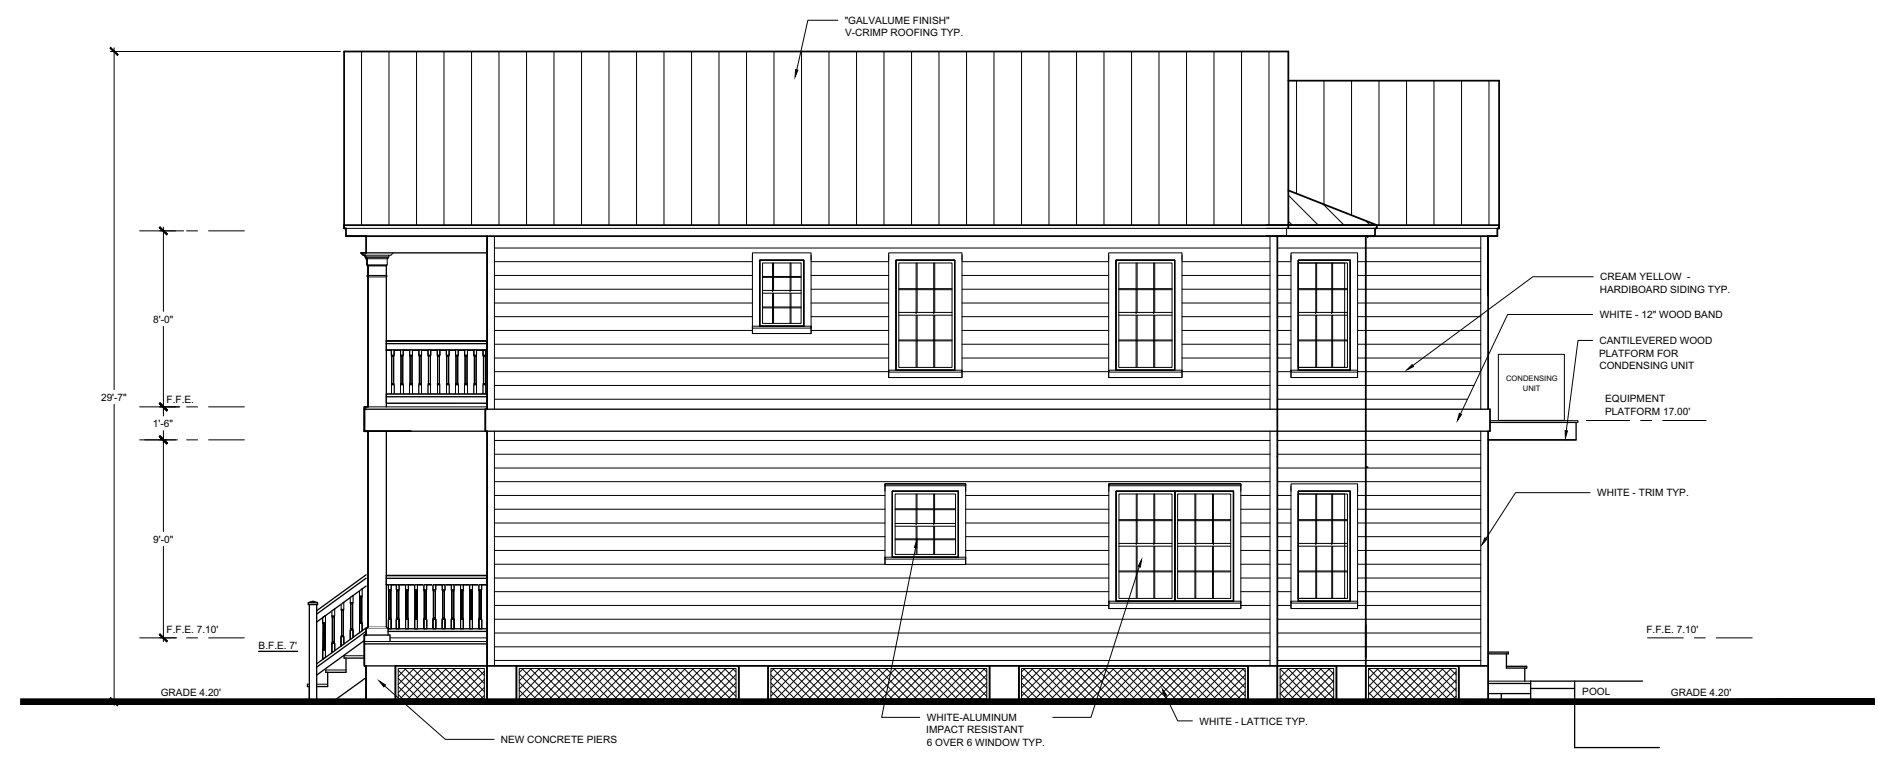 "GALVALUME FINISH"
V-CRIMP ROOFING TYP.
CREAM YELLOW -
HARDIBOARD SIDING TYP.
WHITE - 12" WOOD BAND
8'-0"
CANTILEVERED WOOD
PLATFORM FOR
CONDENSING UNIT
CONDENSING
UNIT
29'-7"
F.F.E.
EQUIPMENT
PLATFORM 17.00'
1'-6"
WHITE - TRIM TYP.
9'-0"
F.F.E. 7.10'
F.F.E. 7.10'
B.F.E. 7'
GRADE 4.20'
POOL
GRADE 4.20'
WHITE-ALUMINUM
IMPACT RESISTANT
6 OVER 6 WINDOW TYP.
WHITE - LATTICE TYP.
NEW CONCRETE PIERS